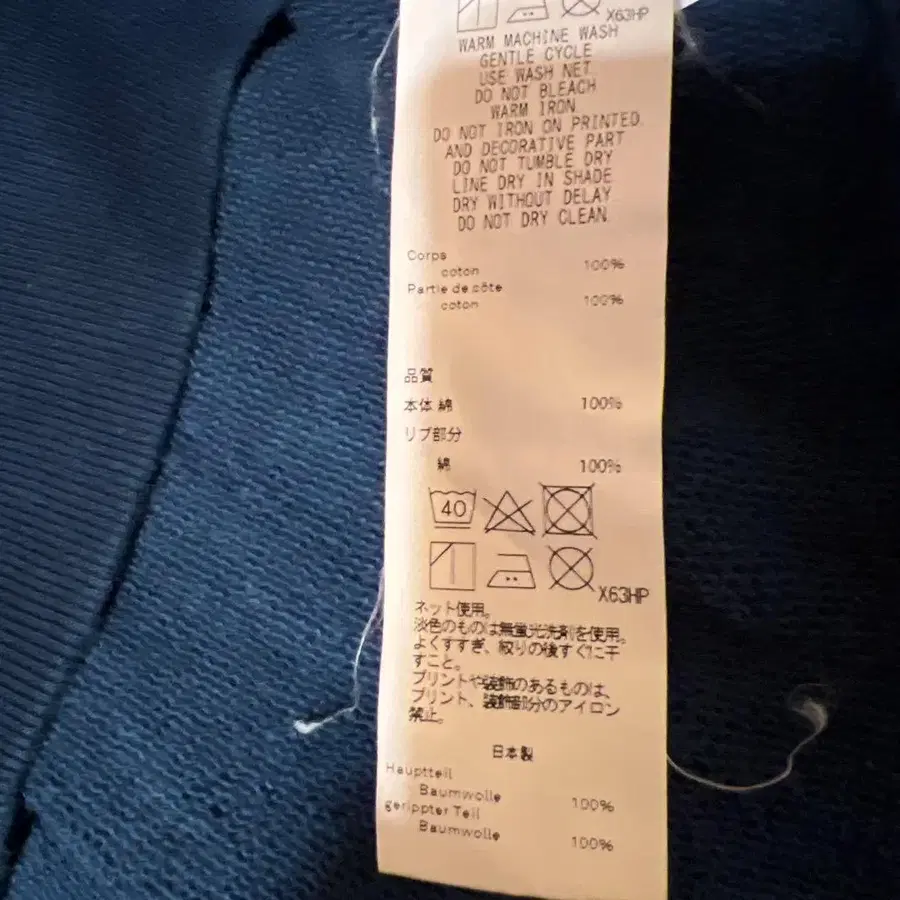 X63HP
WARM MACHINE WASH
GENTLE CYCLE
USE WASH NET
DO NOT BLEACH
WARM IRON
DO NOT IRON ON PRINTED
AND DECORATIVE PART
DO NOT TUMBLE DRY
LINE DRY IN SHADE
DRY WITHOUT DELAY
DO NOT DRY CLEAN
Corps
coton 100%
Partie de côte
coton 100%
品質
本体 綿 100%
リブ部分
綿 100%
40
X63HP
ネット使用。
淡色のものは無蛍光洗剤を使用。
よくすすぎ、絞りの後すぐに干
すこと。
プリントや装飾のあるものは、
プリント、装飾部分のアイロン
禁止。
日本製
Hauptteil
Baumwolle 100%
gerippter Teil
Baumwolle 100%